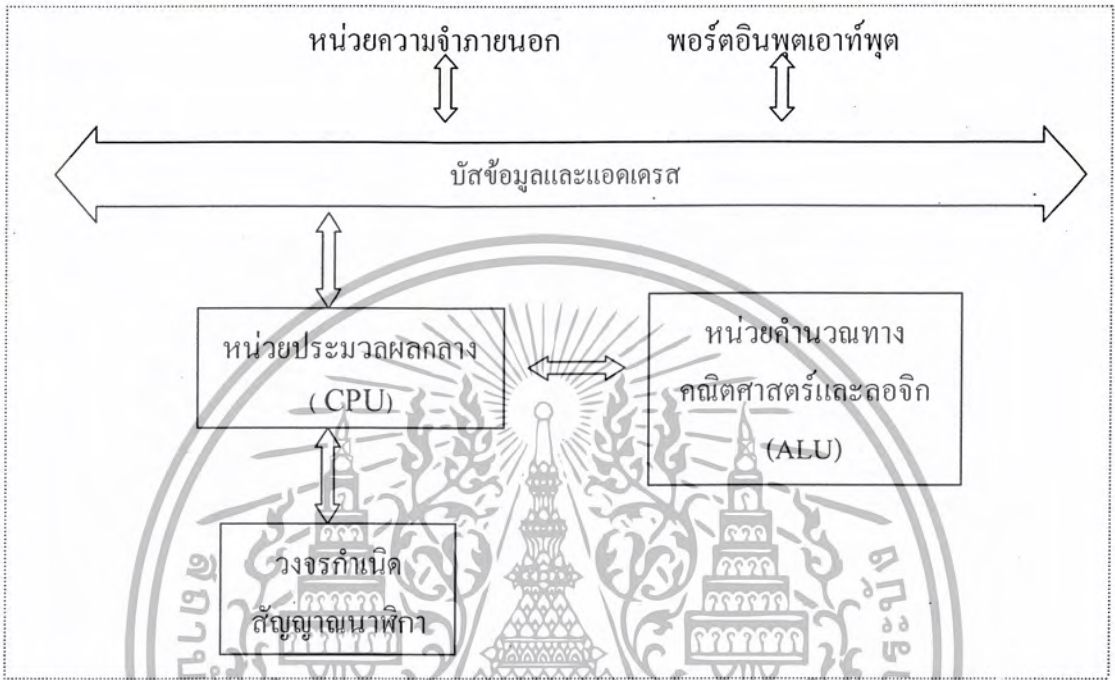 หน่วยความจำภายนอก
พอร์ตอินพุตเอาท์พุต
บัสข้อมูลและแอดเดรส
หน่วยประมวลผลกลาง
( CPU)
หน่วยคำนวณทาง
คณิตศาสตร์และลอจิก
(ALU)
วงจรกำเนิด
สัญญาณนาฬิกา